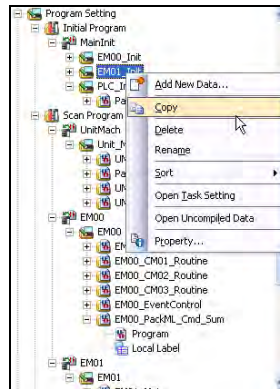 Program Setting
Initial Program
MainInit
EM00_Init
EM01_Init
PLC_In
Pa
Scan Program
UnitMach
Unit_M
UN
Pa
UN
UN
UN
EM00
EM00
EM
EM00_CM01_Routine
EM00_CM02_Routine
EM00_CM03_Routine
EM00_EventControl
EM00_PackML_Cmd_Sum
Program
Local Label
EM01
EM01
Add New Data...
Copy
Delete
Rename
Sort
Open Task Setting
Open Uncompiled Data
Property...